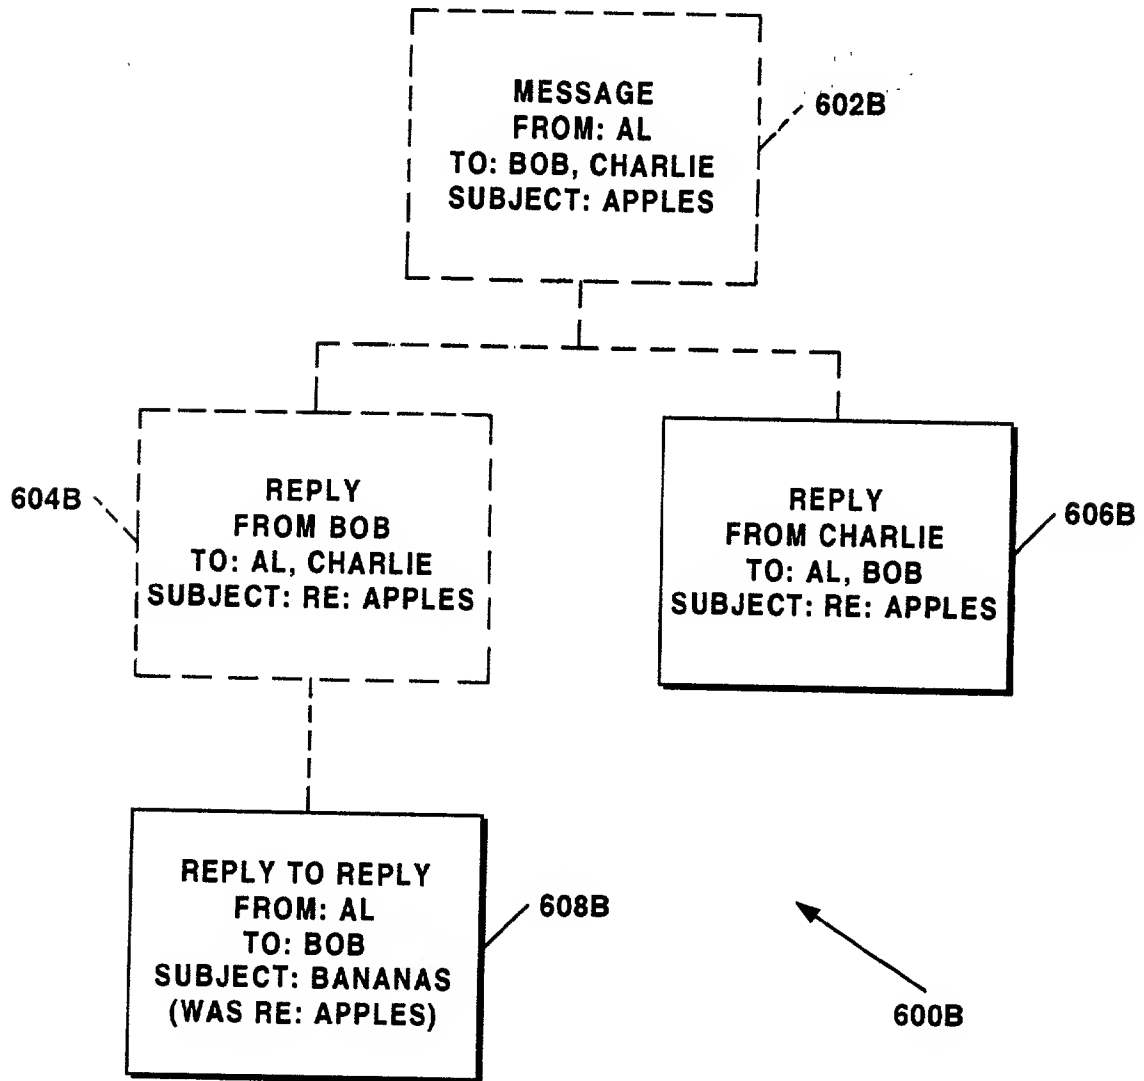 MESSAGE
FROM: AL
TO: BOB, CHARLIE
SUBJECT: APPLES
602B
604B
REPLY
FROM BOB
TO: AL, CHARLIE
SUBJECT: RE: APPLES
REPLY
FROM CHARLIE
TO: AL, BOB
SUBJECT: RE: APPLES
606B
REPLY TO REPLY
FROM: AL
TO: BOB
SUBJECT: BANANAS
(WAS RE: APPLES)
608B
600B